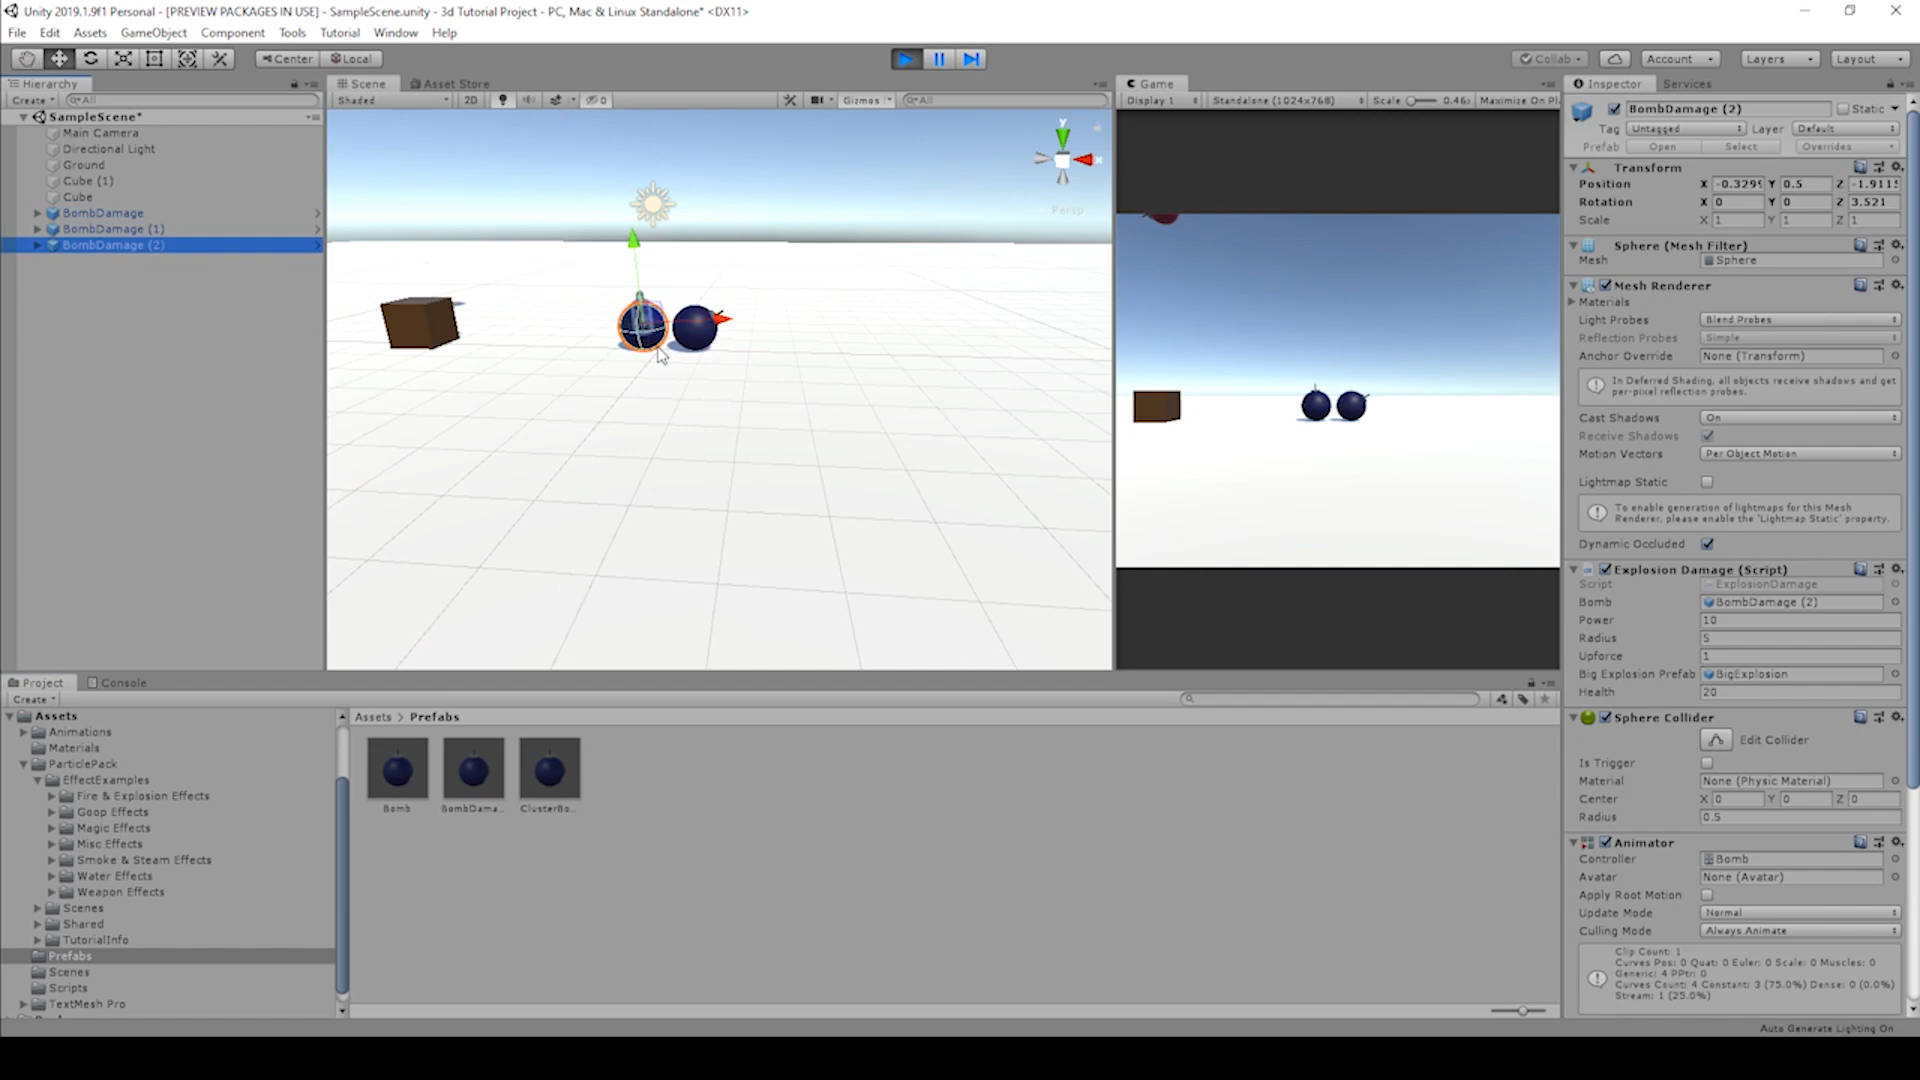 Unity 2019.1.9f1 Personal - [PREVIEW PACKAGES IN USE] - SampleScene.unity - 3d Tutorial Project - PC, Mac & Linux Standalone* <DX11>
File Edit Assets GameObject Component Tools Tutorial Window Help
Center Local Collab Account Layers Layout
Hierarchy
Create All
SampleScene*
Main Camera
Directional Light
Ground
Cube (1)
Cube
BombDamage
BombDamage (1)
BombDamage (2)
Scene Asset Store
Shaded 2D 0 Gizmos All
y
x
Persp
Game
Display 1 Standalone (1024x768) Scale 0.46 Maximize On Pl
Inspector Services
BombDamage (2) Static
Tag Untagged Layer Default
Prefab Open Select Overrides
Transform
Position X -0.329 Y 0.5 Z -1.911
Rotation X 0 Y 0 Z 3.521
Scale X 1 Y 1 Z 1
Sphere (Mesh Filter)
Mesh Sphere
Mesh Renderer
Materials
Light Probes Blend Probes
Reflection Probes Simple
Anchor Override None (Transform)
In Deferred Shading, all objects receive shadows and get
per-pixel reflection probes.
Cast Shadows On
Receive Shadows
Motion Vectors Per Object Motion
Lightmap Static
To enable generation of lightmaps for this Mesh
Renderer, please enable the 'Lightmap Static' property.
Dynamic Occluded
Explosion Damage (Script)
Script ExplosionDamage
Bomb BombDamage (2)
Power 10
Radius 5
Upforce 1
Big Explosion Prefab BigExplosion
Health 20
Sphere Collider
Edit Collider
Is Trigger
Material None (Physic Material)
Center X 0 Y 0 Z 0
Radius 0.5
Animator
Controller Bomb
Avatar None (Avatar)
Apply Root Motion
Update Mode Normal
Culling Mode Always Animate
Clip Count: 1
Curves Pos: 0 Quat: 0 Euler: 0 Scale: 0 Muscles: 0
Generic: 4 PPtr: 0
Curves Count: 4 Constant: 3 (75.0%) Dense: 0 (0.0%)
Stream: 1 (25.0%)
Project Console
Create
Assets
Animations
Materials
ParticlePack
EffectExamples
Fire & Explosion Effects
Goop Effects
Magic Effects
Misc Effects
Smoke & Steam Effects
Water Effects
Weapon Effects
Scenes
Shared
TutorialInfo
Prefabs
Scenes
Scripts
TextMesh Pro
Assets > Prefabs
Bomb BombDama... ClusterBo...
Auto Generate Lighting On